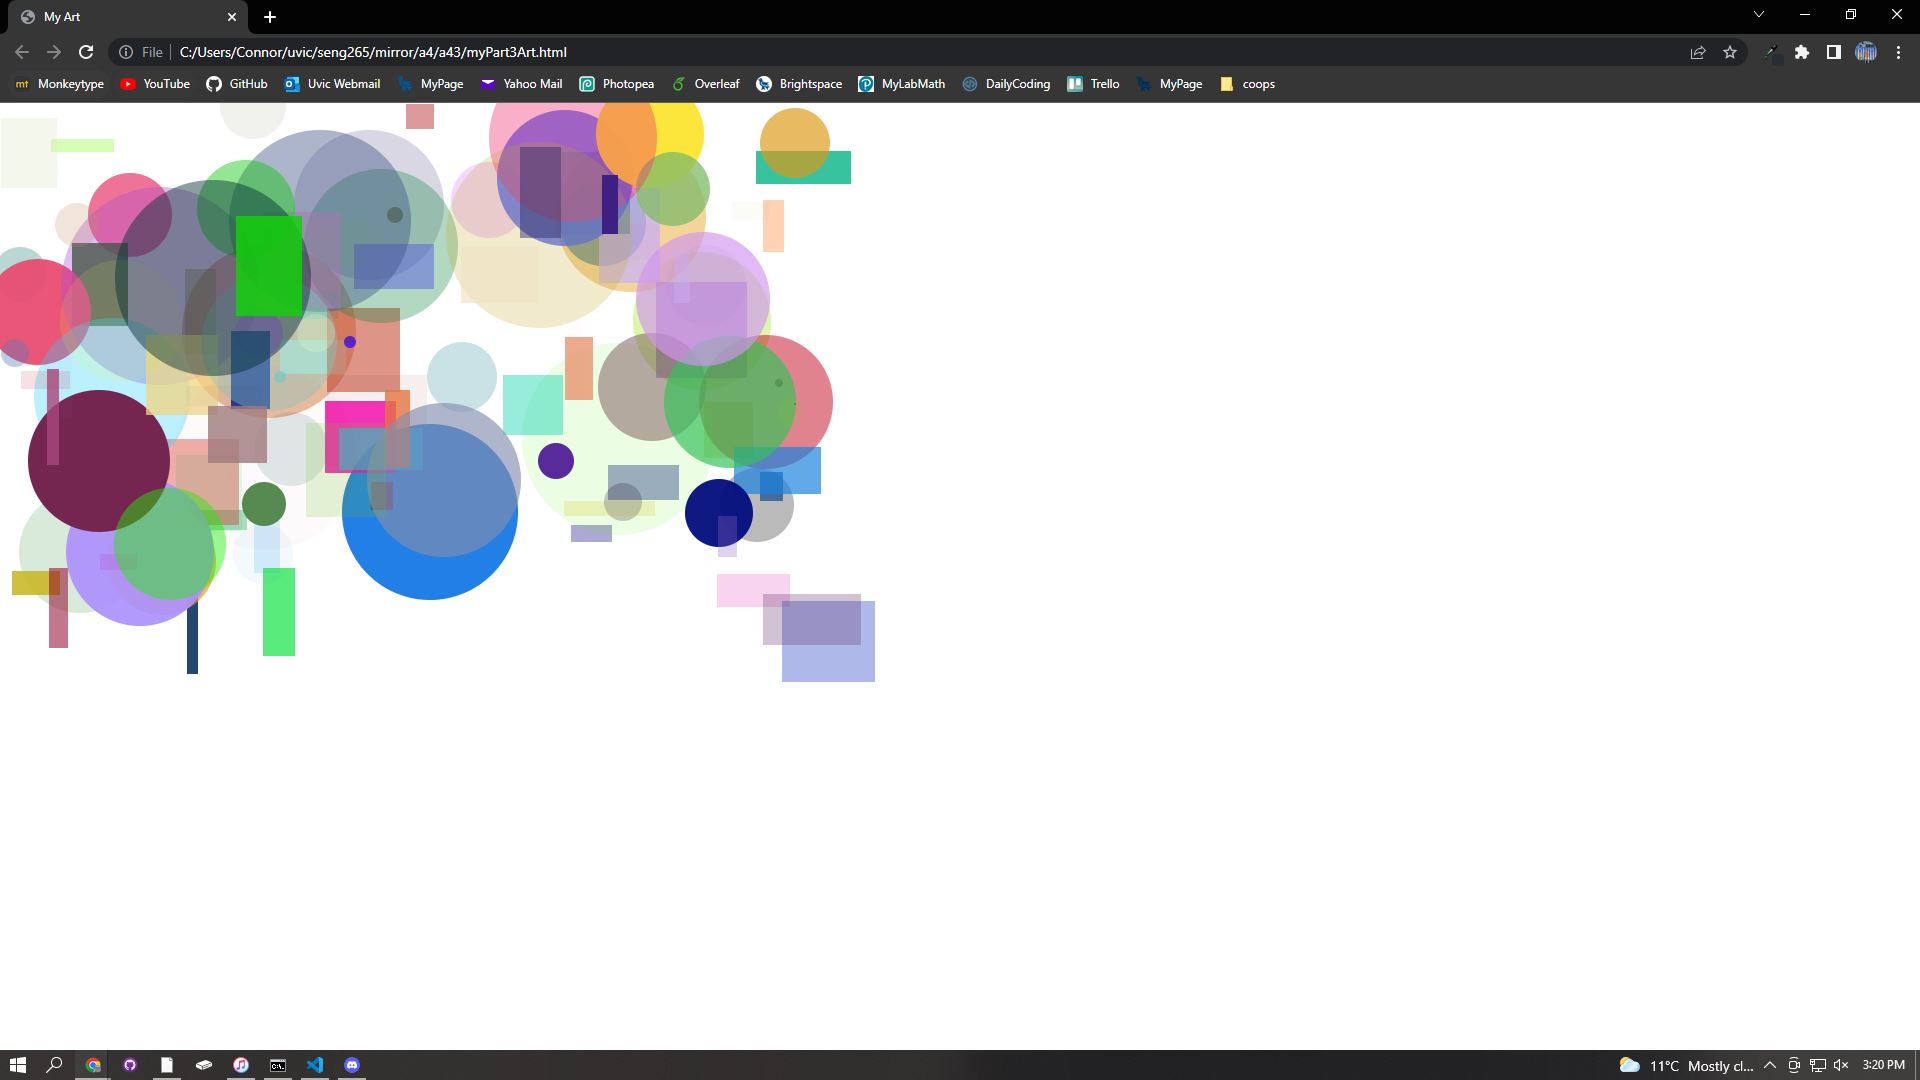 My Art
File C:/Users/Connor/uvic/seng265/mirror/a4/a43/myPart3Art.html
mt Monkeytype YouTube GitHub Uvic Webmail MyPage Yahoo Mail Photopea Overleaf Brightspace MyLabMath DailyCoding Trello MyPage coops
11°C Mostly cl... 3:20 PM